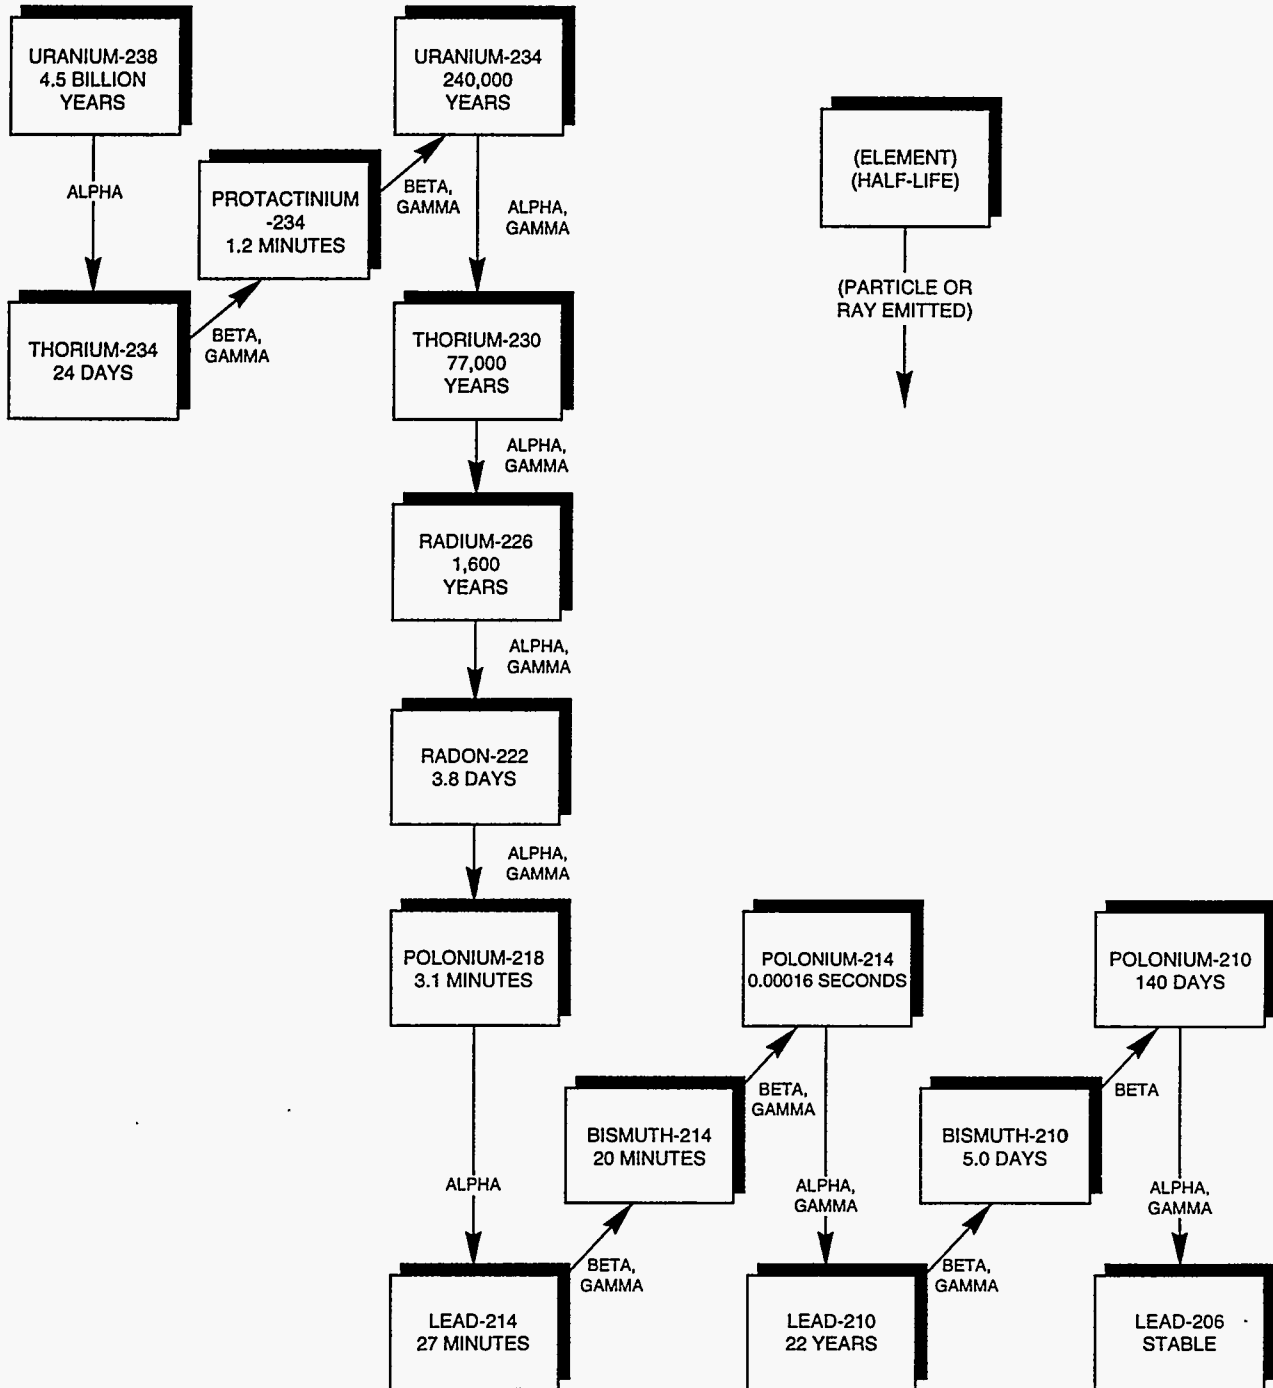 URANIUM-238
4.5 BILLION
YEARS
ALPHA
THORIUM-234
24 DAYS
BETA,
GAMMA
PROTACTINIUM
-234
1.2 MINUTES
BETA,
GAMMA
URANIUM-234
240,000
YEARS
ALPHA,
GAMMA
THORIUM-230
77,000
YEARS
ALPHA,
GAMMA
RADIUM-226
1,600
YEARS
ALPHA,
GAMMA
RADON-222
3.8 DAYS
ALPHA,
GAMMA
POLONIUM-218
3.1 MINUTES
ALPHA
LEAD-214
27 MINUTES
BETA,
GAMMA
BISMUTH-214
20 MINUTES
BETA,
GAMMA
POLONIUM-214
0.00016 SECONDS
ALPHA,
GAMMA
LEAD-210
22 YEARS
BETA,
GAMMA
BISMUTH-210
5.0 DAYS
BETA
POLONIUM-210
140 DAYS
ALPHA,
GAMMA
LEAD-206
STABLE
(ELEMENT)
(HALF-LIFE)
(PARTICLE OR
RAY EMITTED)